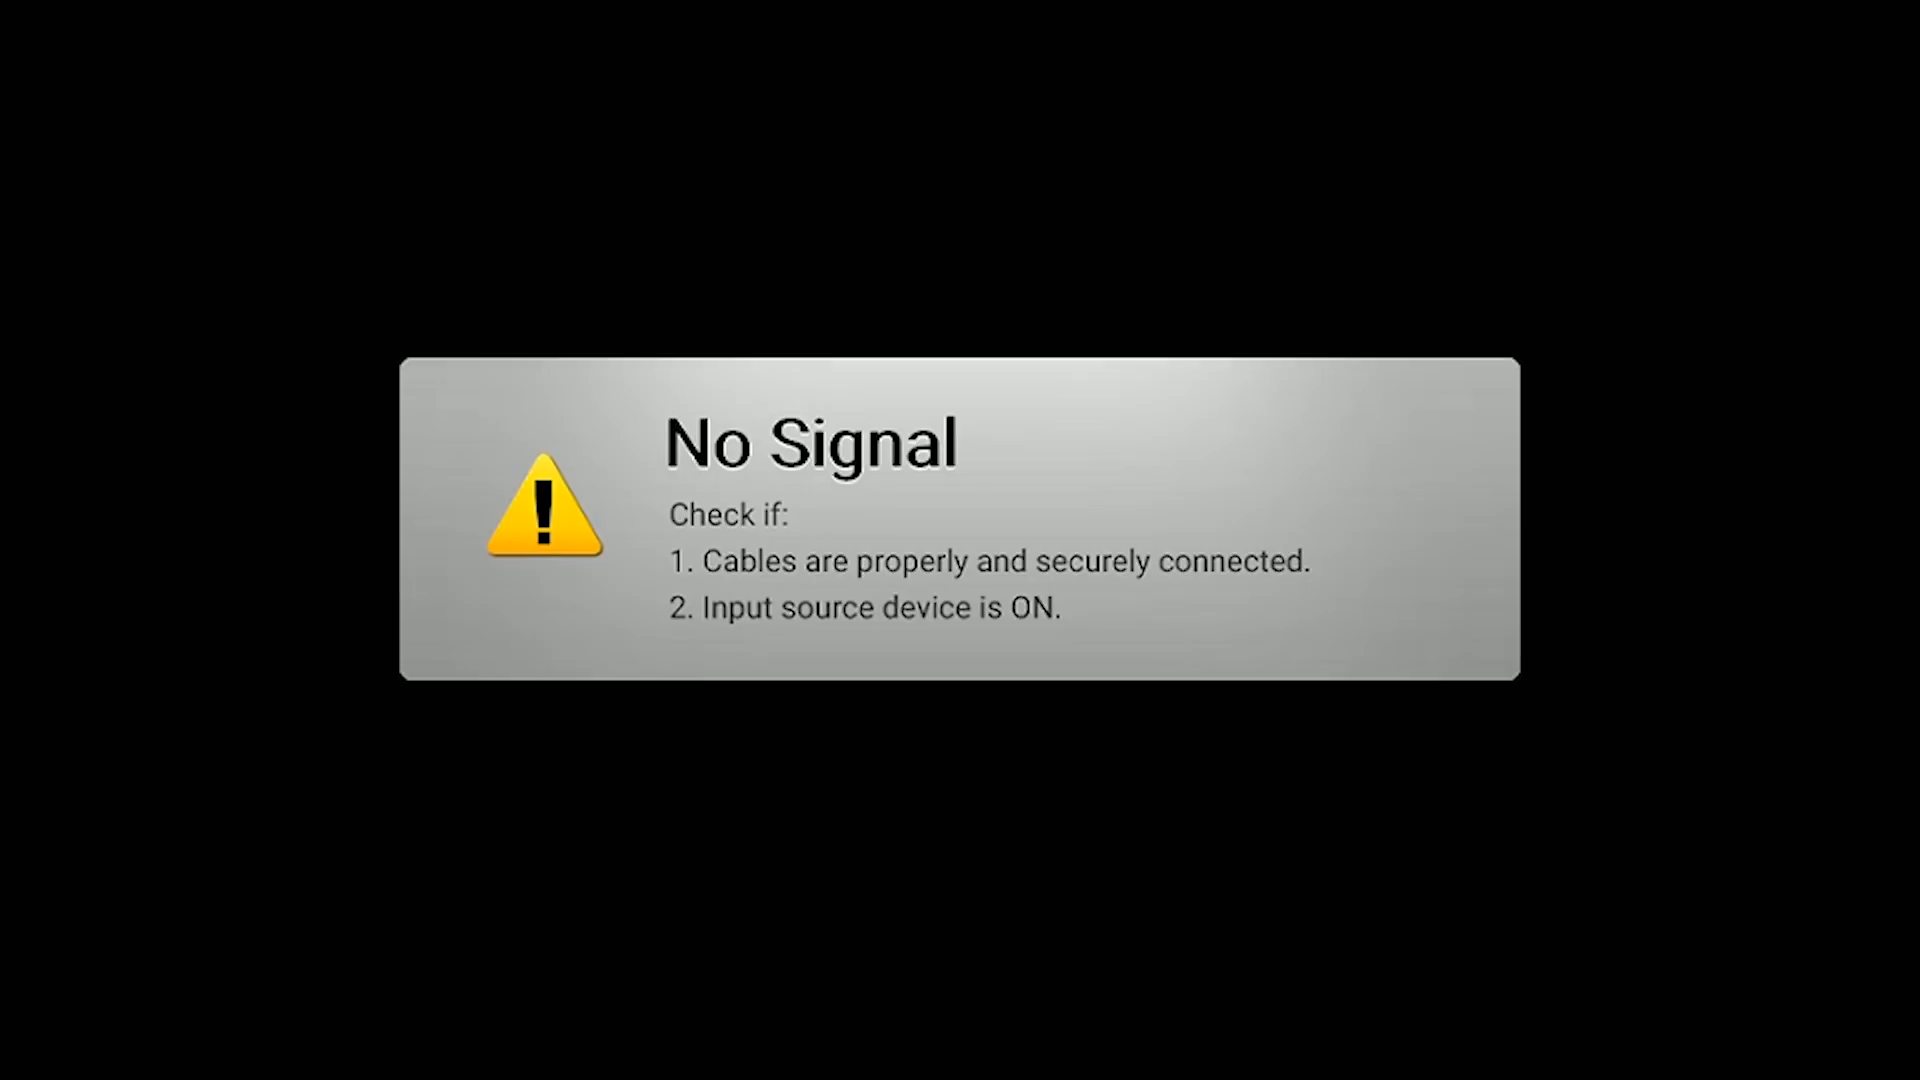 No Signal
Check if:
1. Cables are properly and securely connected.
2. Input source device is ON.